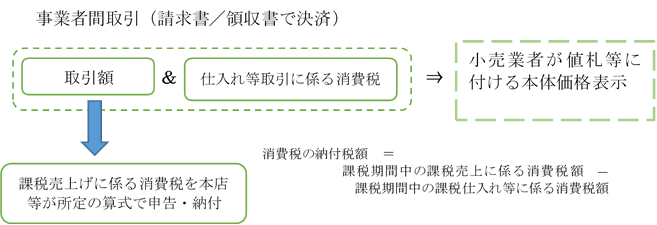 事業者間取引（請求書／領収書で決済）
取引額
&
仕入れ等取引に係る消費税
⇒
小売業者が値札等に
付ける本体価格表示
課税売上げに係る消費税を本店
等が所定の算式で申告・納付
消費税の納付税額　＝
課税期間中の課税売上に係る消費税額　－
課税期間中の課税仕入れ等に係る消費税額